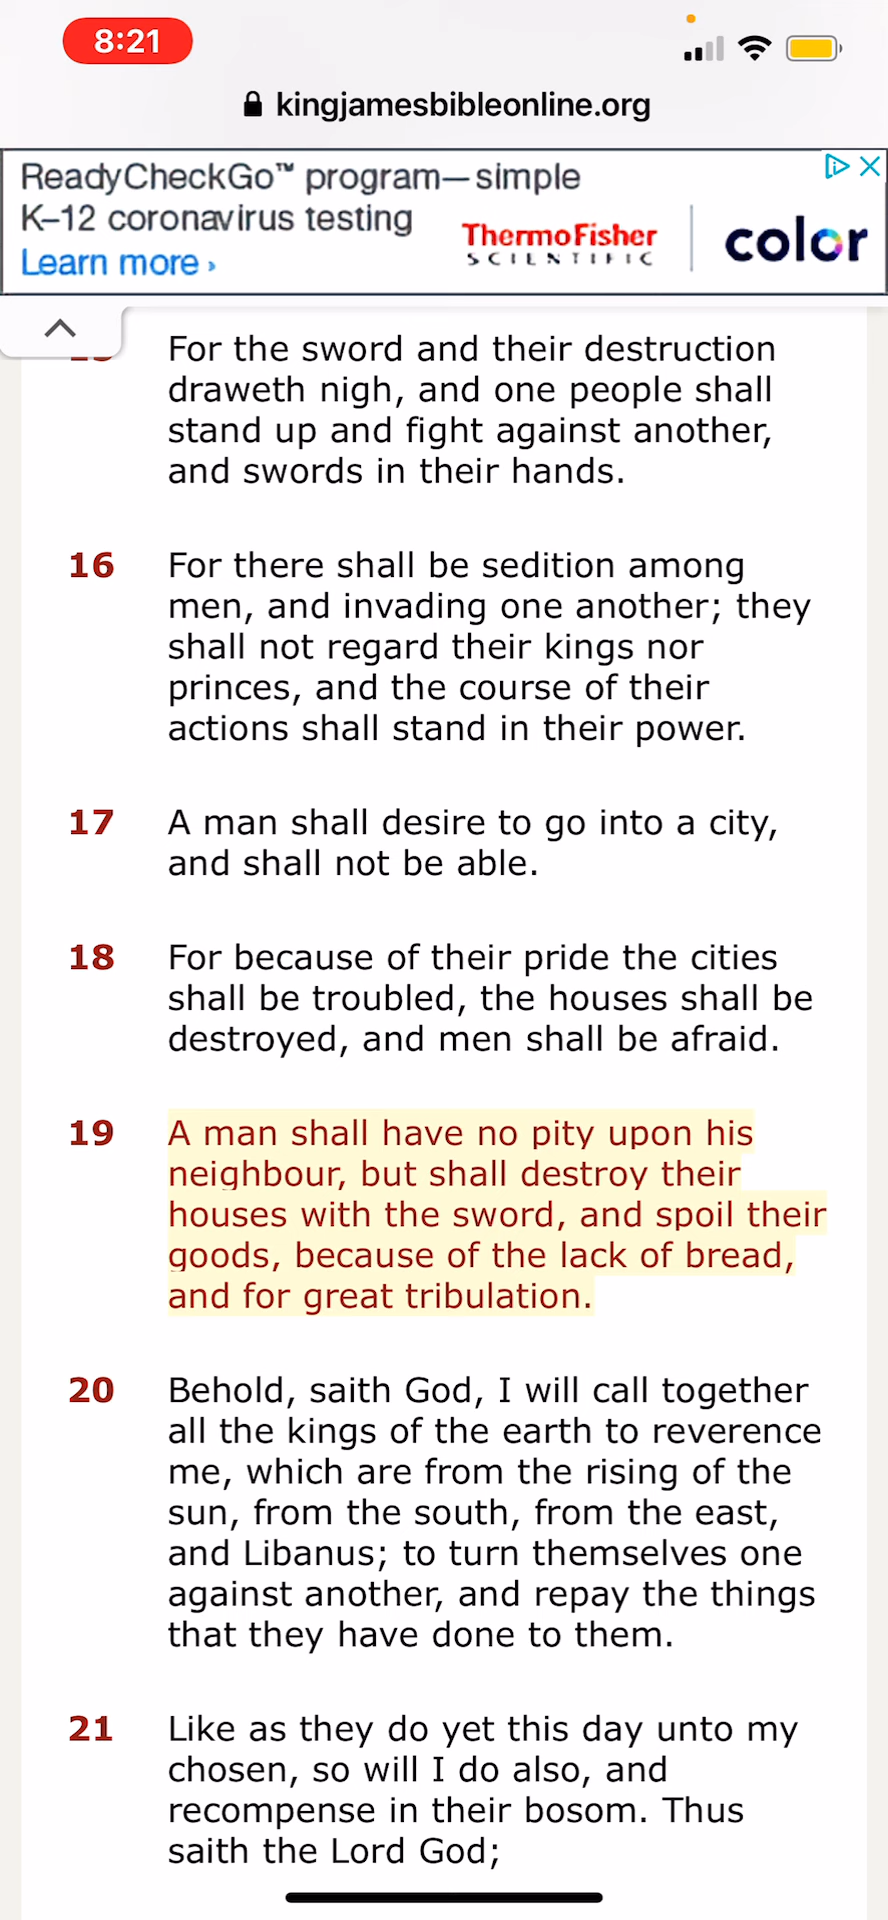 8:21
kingjamesbibleonline.org
ReadyCheckGo™ program—simple
K–12 coronavirus testing
Learn more ›
ThermoFisher
SCIENTIFIC
color
For the sword and their destruction
draweth nigh, and one people shall
stand up and fight against another,
and swords in their hands.
16 For there shall be sedition among
men, and invading one another; they
shall not regard their kings nor
princes, and the course of their
actions shall stand in their power.
17 A man shall desire to go into a city,
and shall not be able.
18 For because of their pride the cities
shall be troubled, the houses shall be
destroyed, and men shall be afraid.
19 A man shall have no pity upon his
neighbour, but shall destroy their
houses with the sword, and spoil their
goods, because of the lack of bread,
and for great tribulation.
20 Behold, saith God, I will call together
all the kings of the earth to reverence
me, which are from the rising of the
sun, from the south, from the east,
and Libanus; to turn themselves one
against another, and repay the things
that they have done to them.
21 Like as they do yet this day unto my
chosen, so will I do also, and
recompense in their bosom. Thus
saith the Lord God;